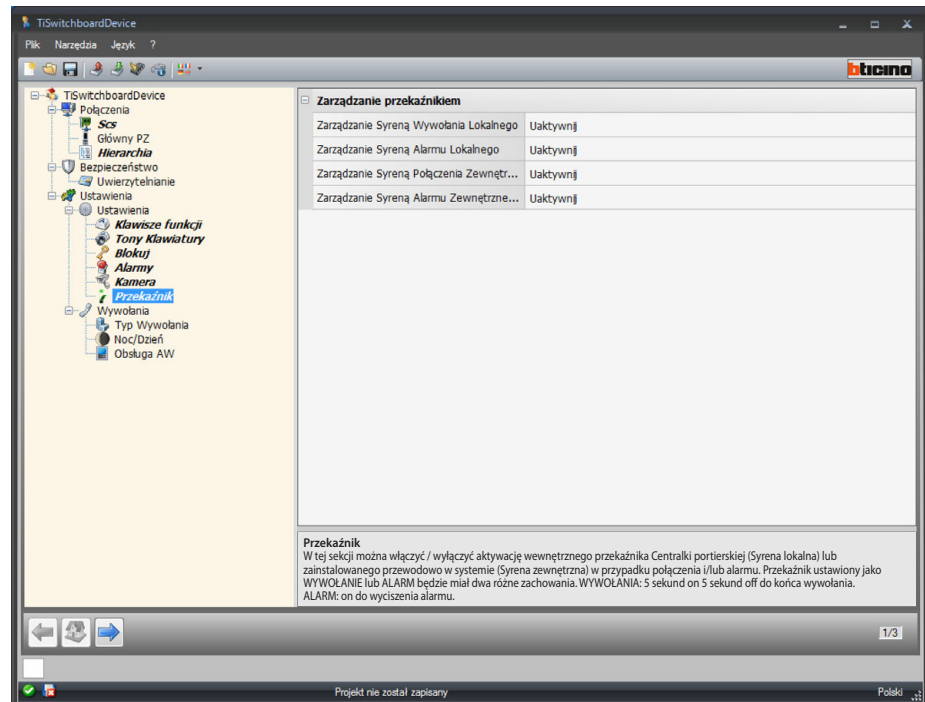 TiSwitchboardDevice
Plik Narzędzia Język ?
bticino
TiSwitchboardDevice
Połączenia
Scs
Główny PZ
Hierarchia
Bezpieczeństwo
Uwierzytelnianie
Ustawienia
Ustawienia
Klawisze funkcji
Tony Klawiatury
Blokuj
Alarmy
Kamera
Przekaźnik
Wywołania
Typ Wywołania
Noc/Dzień
Obsługa AW
Zarządzanie przekaźnikiem
Zarządzanie Syreną Wywołania Lokalnego Uaktywnij
Zarządzanie Syreną Alarmu Lokalnego Uaktywnij
Zarządzanie Syreną Połączenia Zewnętr... Uaktywnij
Zarządzanie Syreną Alarmu Zewnętrzne... Uaktywnij
Przekaźnik
W tej sekcji można włączyć / wyłączyć aktywację wewnętrznego przekaźnika Centralki portierskiej (Syrena lokalna) lub
zainstalowanego przewodowo w systemie (Syrena zewnętrzna) w przypadku połączenia i/lub alarmu. Przekaźnik ustawiony jako
WYWOŁANIE lub ALARM będzie miał dwa różne zachowania. WYWOŁANIA: 5 sekund on 5 sekund off do końca wywołania.
ALARM: on do wyciszenia alarmu.
1/3
Projekt nie został zapisany
Polski